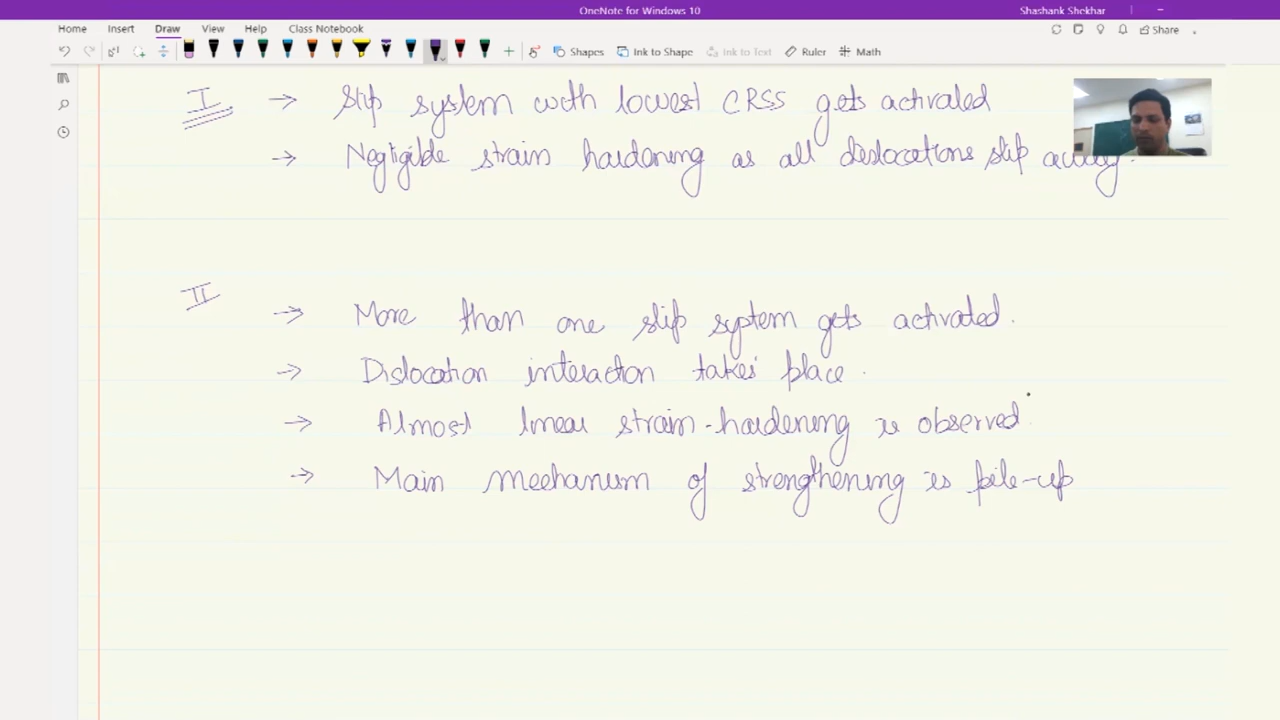 OneNote for Windows 10
Shashank Shekhar
Home Insert Draw View Help Class Notebook
Share
Shapes Ink to Shape Ink to Text Ruler Math
I → Slip system with lowest CRSS gets activated
→ Negligible strain hardening as all dislocations slip away.
II → More than one slip system gets activated.
→ Dislocation interaction takes place.
→ Almost linear strain-hardening is observed
→ Main mechanism of strengthening is pile-up